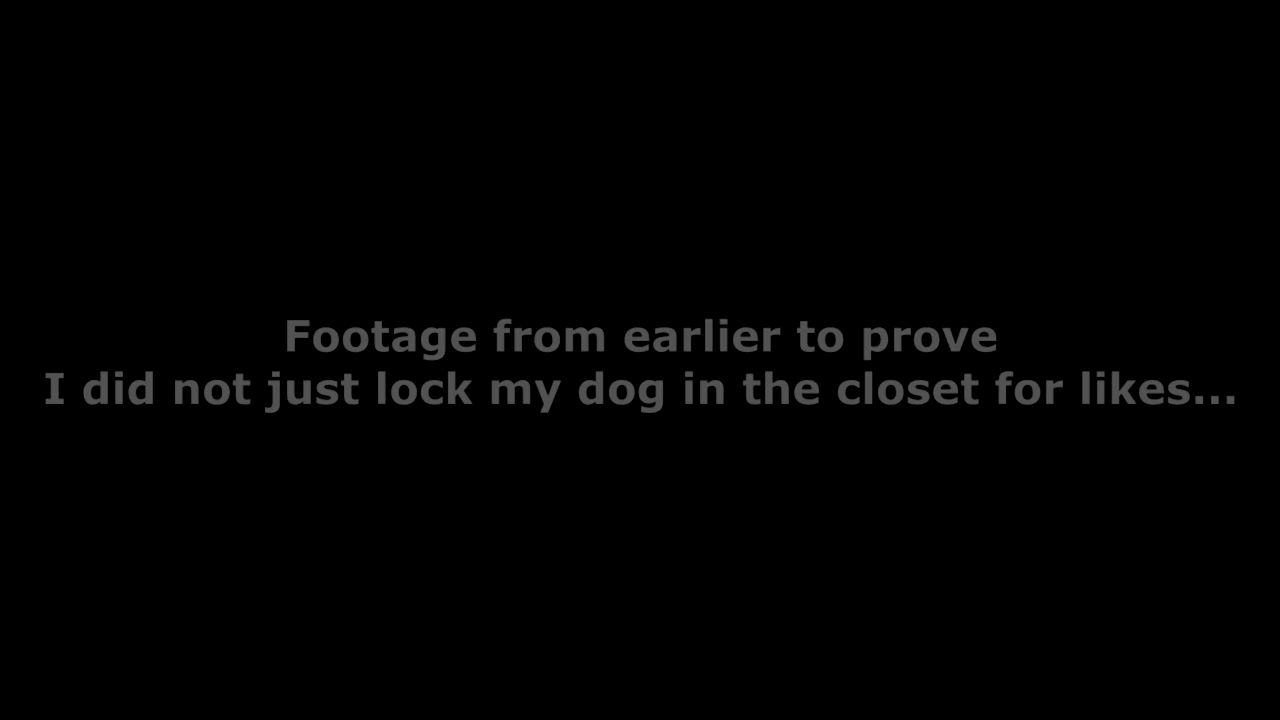 Footage from earlier to prove
I did not just lock my dog in the closet for likes...